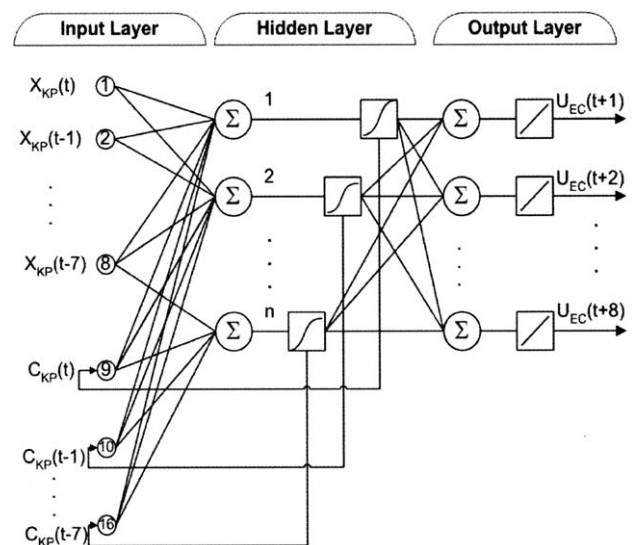 Input Layer Hidden Layer Output Layer
X_KP(t) 1 Σ 1 Σ U_EC(t+1)
X_KP(t-1) 2 Σ 2 Σ U_EC(t+2)
X_KP(t-7) 8 Σ n Σ U_EC(t+8)
C_KP(t) 9
C_KP(t-1) 10
C_KP(t-7) 16